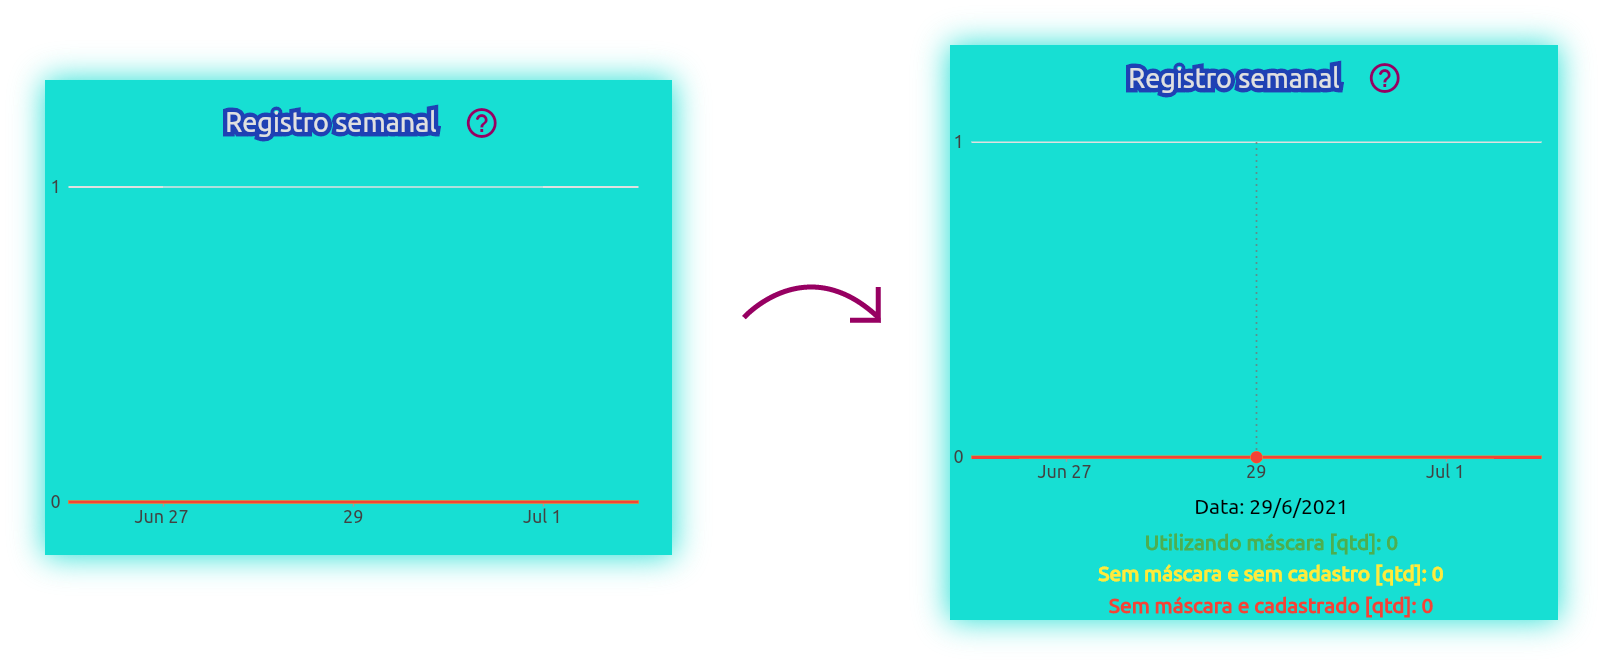 Registro semanal
1
0
Jun 27 29 Jul 1
Registro semanal
1
0
Jun 27 29 Jul 1
Data: 29/6/2021
Utilizando máscara [qtd]: 0
Sem máscara e sem cadastro [qtd]: 0
Sem máscara e cadastrado [qtd]: 0